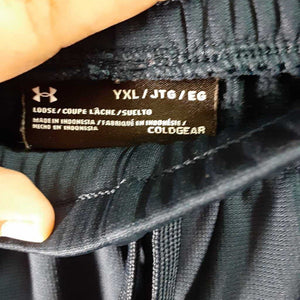 YXL / JTG / EG
LOOSE / COUPE LÂCHE / SUELTO
MADE IN INDONESIA / FABRIQUÉ EN INDONÉSIE /
HECHO EN INDONESIA
COLDGEAR